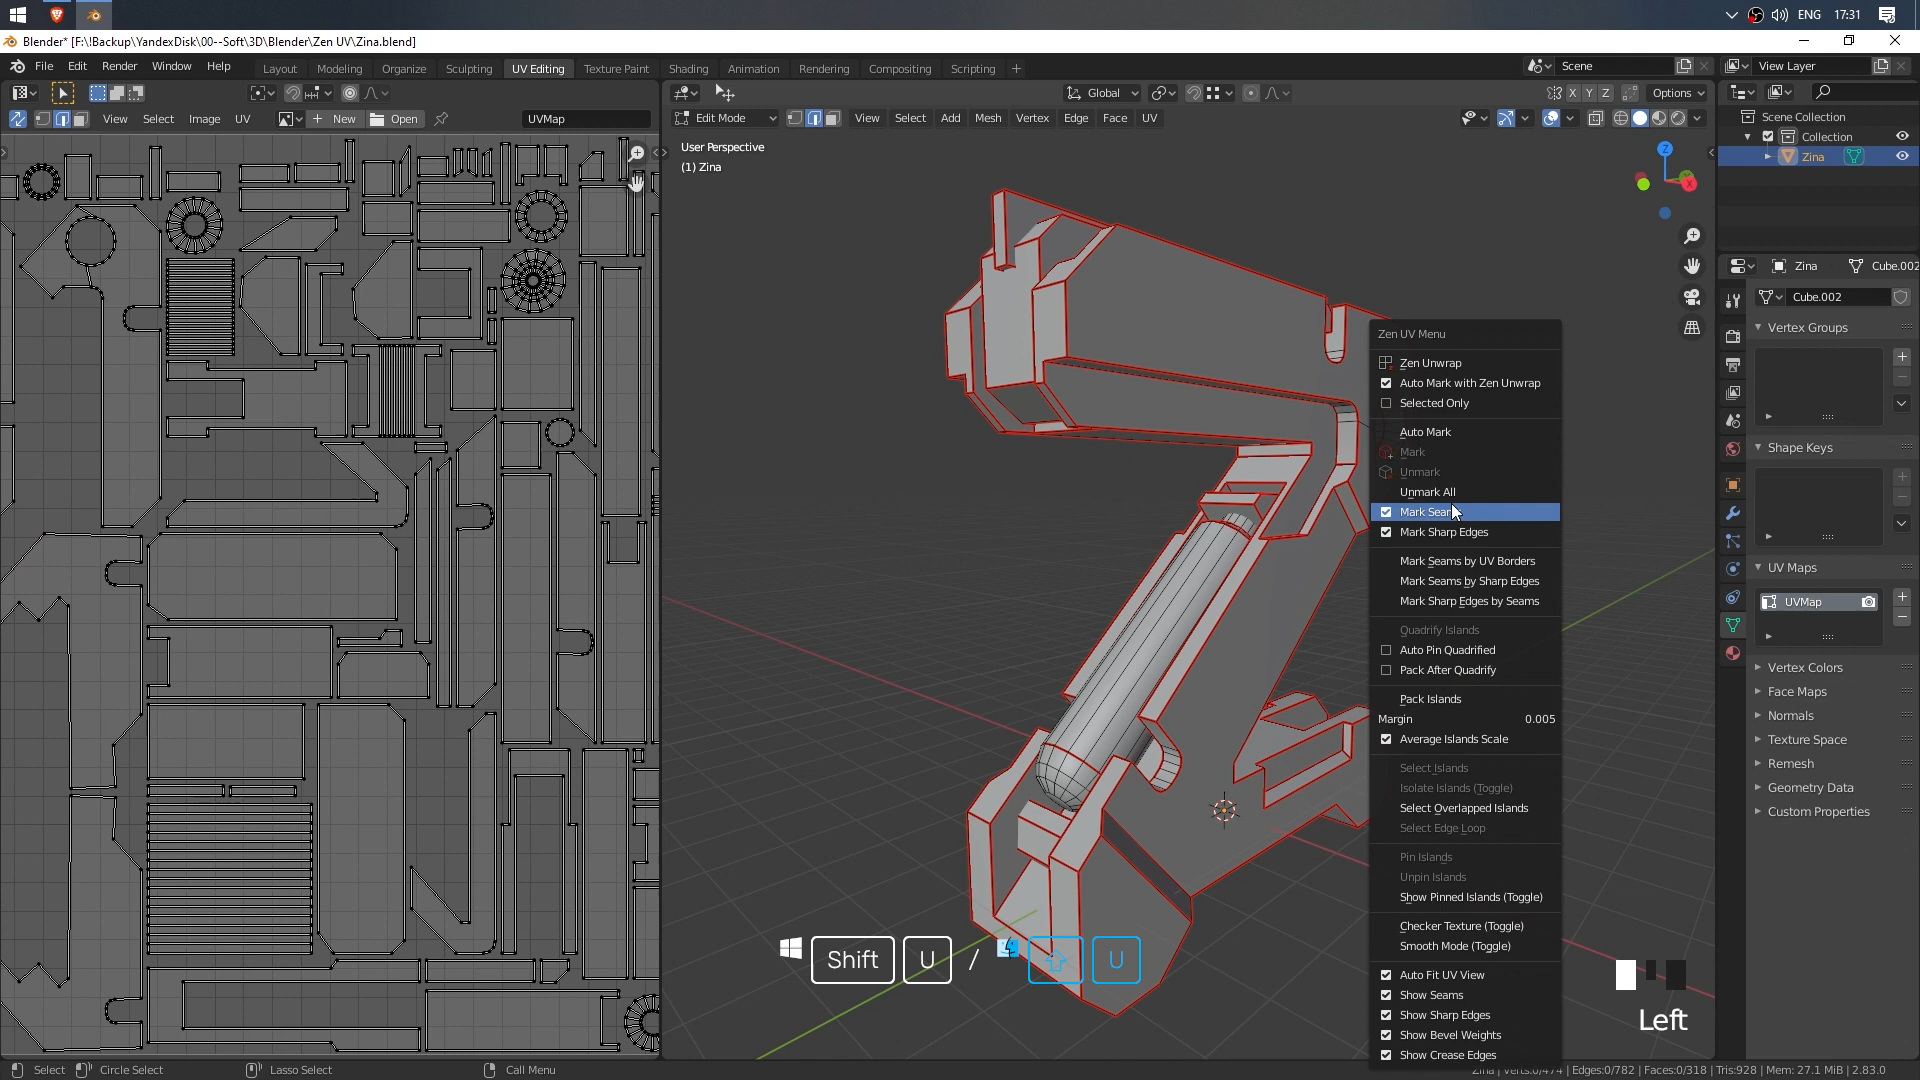 ENG 17:31
Blender* [F:\!Backup\YandexDisk\00--Soft\3D\Blender\Zen UV\Zina.blend]
File Edit Render Window Help Layout Modeling Organize Sculpting UV Editing Texture Paint Shading Animation Rendering Compositing Scripting + Scene View Layer
Global X Y Z Options
View Select Image UV + New Open UVMap Edit Mode View Select Add Mesh Vertex Edge Face UV
User Perspective
(1) Zina
Z
X
Scene Collection
Collection
Zina
Zina Cube.002
Cube.002
Vertex Groups
Shape Keys
UV Maps
UVMap
Vertex Colors
Face Maps
Normals
Texture Space
Remesh
Geometry Data
Custom Properties
Zen UV Menu
Zen Unwrap
Auto Mark with Zen Unwrap
Selected Only
Auto Mark
Mark
Unmark
Unmark All
Mark Sharp Edges
Mark Seams by UV Borders
Mark Seams by Sharp Edges
Mark Sharp Edges by Seams
Quadrify Islands
Auto Pin Quadrified
Pack After Quadrify
Pack Islands
Margin 0.005
Average Islands Scale
Select Islands
Isolate Islands (Toggle)
Select Overlapped Islands
Select Edge Loop
Pin Islands
Unpin Islands
Show Pinned Islands (Toggle)
Checker Texture (Toggle)
Smooth Mode (Toggle)
Auto Fit UV View
Show Seams
Show Sharp Edges
Show Bevel Weights
Show Crease Edges
Shift U / U
Left
Select Circle Select Lasso Select Call Menu Edges:0/782 | Faces:0/318 | Tris:928 | Mem: 27.1 MiB | 2.83.0